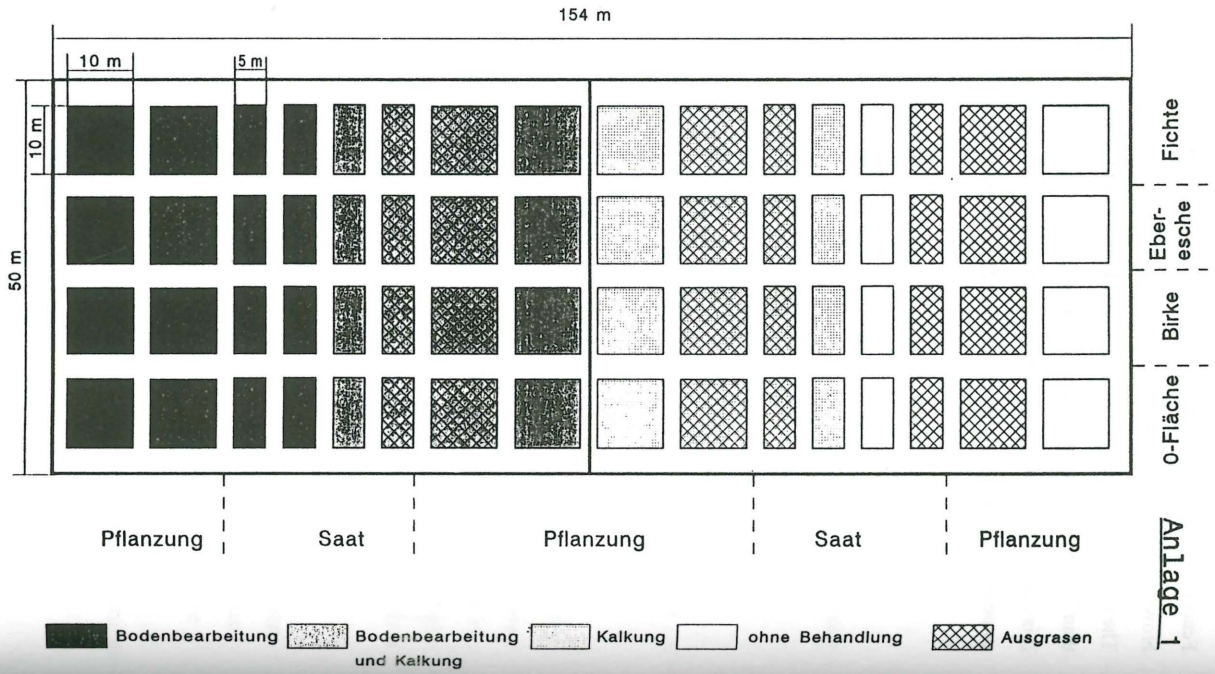 154 m
10 m
5 m
10 m
50 m
Fichte
Eber-
esche
Birke
O-Fläche
Pflanzung
Saat
Pflanzung
Saat
Pflanzung
Anlage 1
Bodenbearbeitung
Bodenbearbeitung
und Kalkung
Kalkung
ohne Behandlung
Ausgrasen